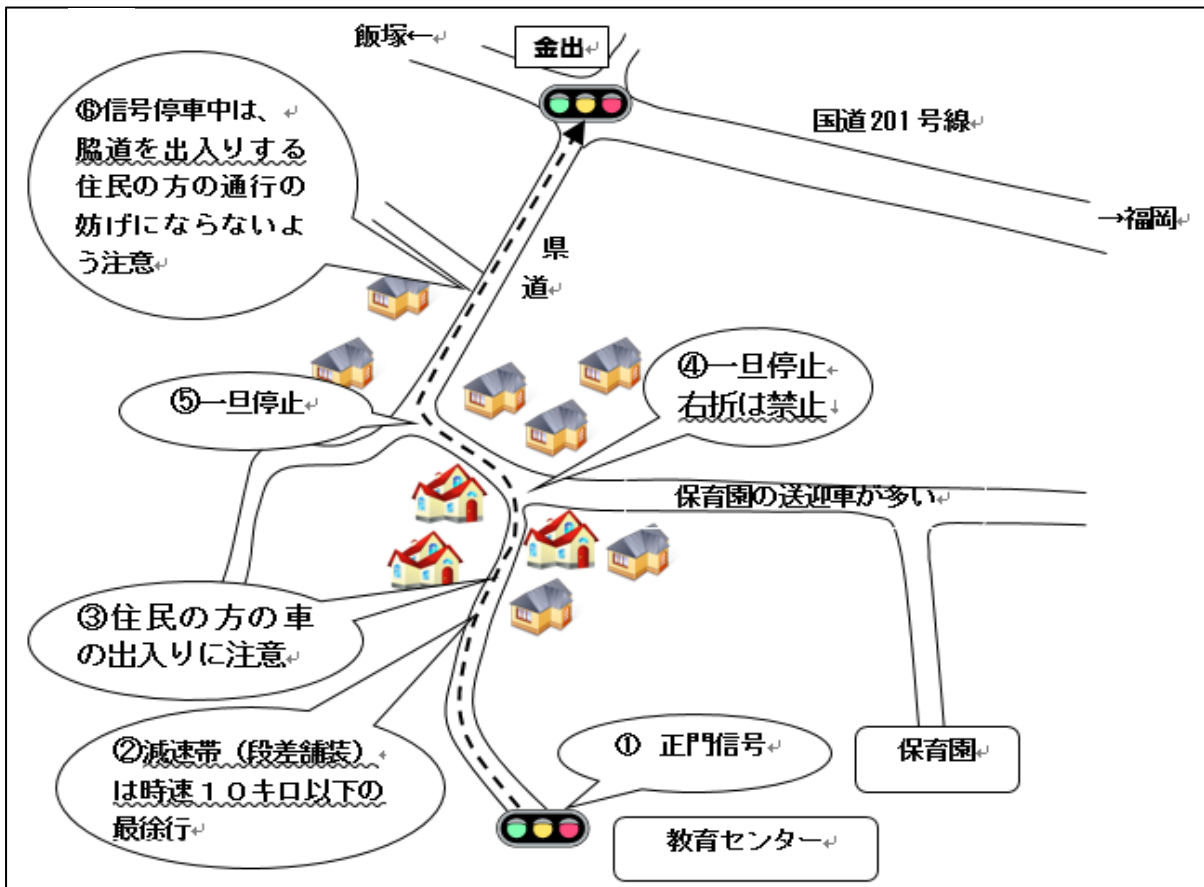 飯塚←
金出
国道201号線
→福岡
⑥信号停車中は、
脇道を出入りする
住民の方の通行の
妨げにならないよ
う注意
県
道
④一旦停止
右折は禁止
⑤一旦停止
保育園の送迎車が多い
③住民の方の車
の出入りに注意
②減速帯（段差舗装）
は時速１０キロ以下の
最徐行
① 正門信号
保育園
教育センター